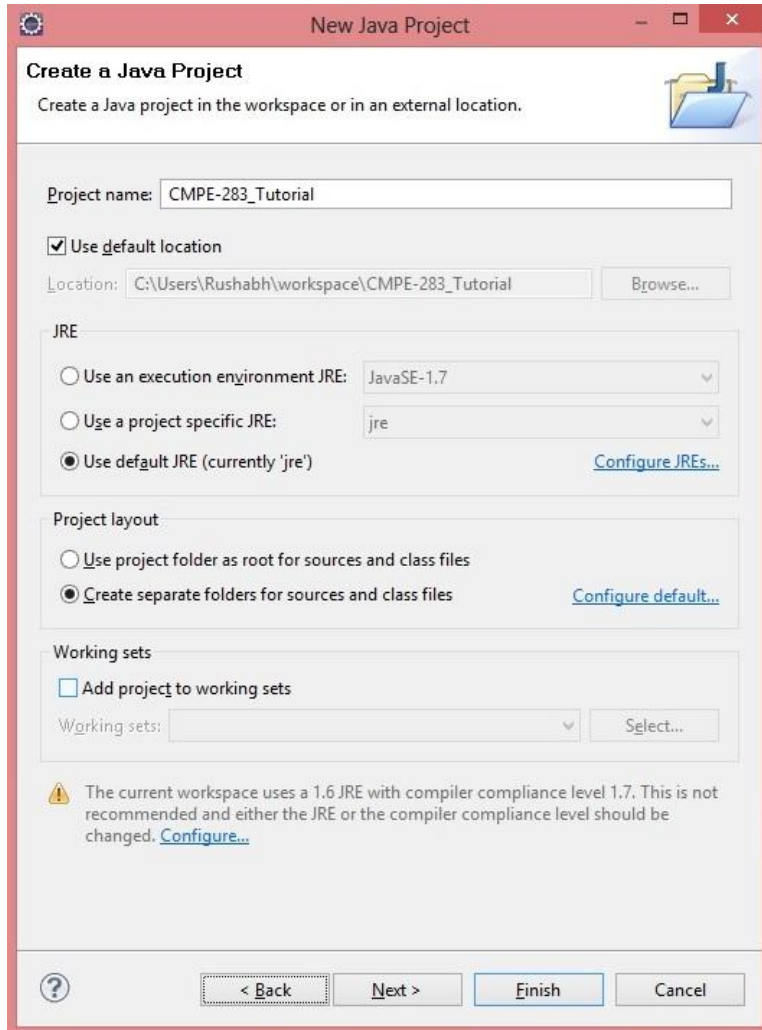 New Java Project
Create a Java Project
Create a Java project in the workspace or in an external location.
Project name: CMPE-283_Tutorial
Use default location
Location: C:\Users\Rushabh\workspace\CMPE-283_Tutorial Browse...
JRE
Use an execution environment JRE: JavaSE-1.7
Use a project specific JRE: jre
Use default JRE (currently 'jre') Configure JREs...
Project layout
Use project folder as root for sources and class files
Create separate folders for sources and class files Configure default...
Working sets
Add project to working sets
Working sets: Select...
The current workspace uses a 1.6 JRE with compiler compliance level 1.7. This is not
recommended and either the JRE or the compiler compliance level should be
changed. Configure...
? < Back Next > Finish Cancel